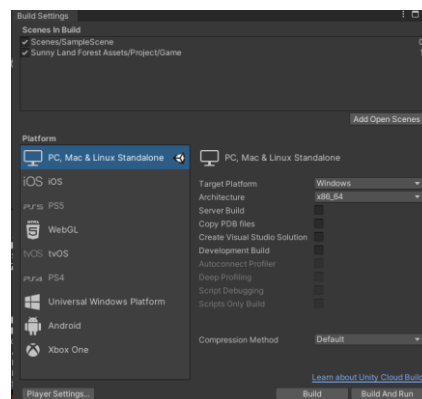 Build Settings
Scenes In Build
Scenes/SampleScene 0
Sunny Land Forest Assets/Project/Game
Add Open Scenes
Platform
PC, Mac & Linux Standalone
iOS iOS
PS5 PS5
WebGL
tvOS tvOS
PS4 PS4
Universal Windows Platform
Android
Xbox One
PC, Mac & Linux Standalone
Target Platform Windows
Architecture x86_64
Server Build
Copy PDB files
Create Visual Studio Solution
Development Build
Autoconnect Profiler
Deep Profiling
Script Debugging
Scripts Only Build
Compression Method Default
Learn about Unity Cloud Build
Player Settings... Build Build And Run